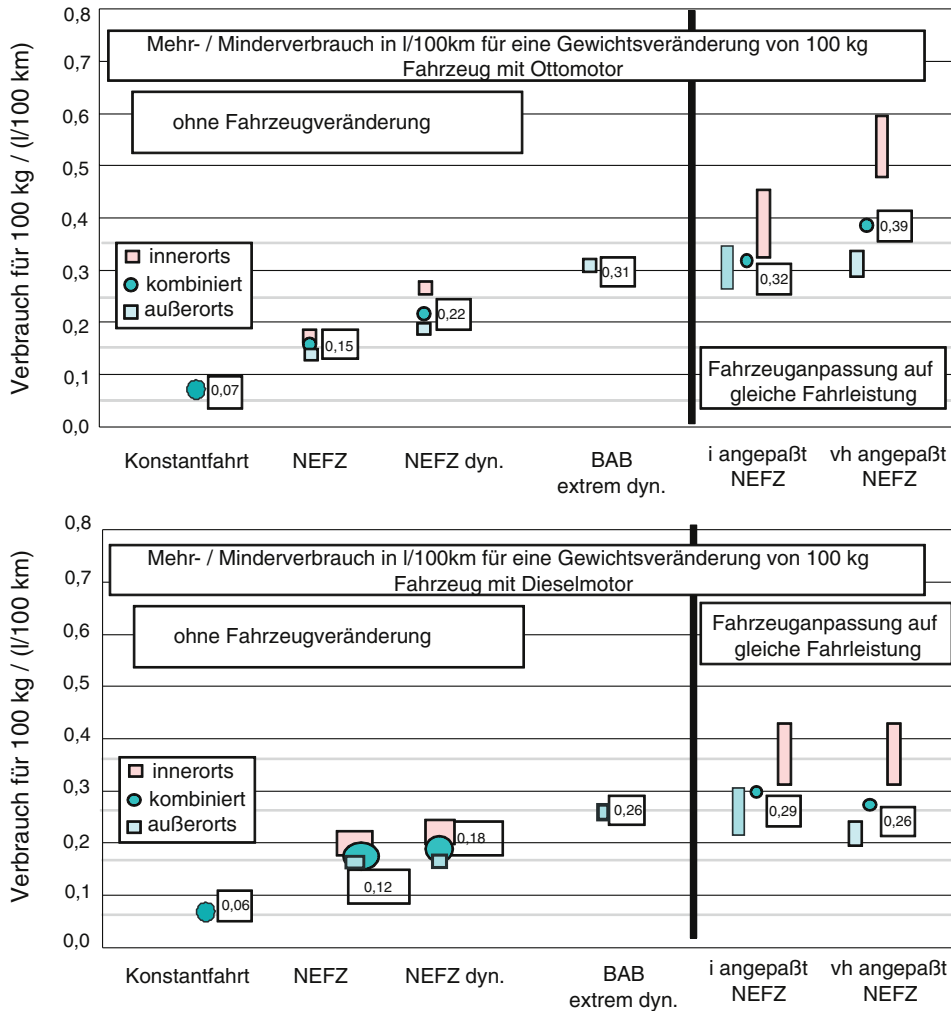 Verbrauch für 100 kg / (l/100 km)
0,8
0,7
0,6
0,5
0,4
0,3
0,2
0,1
0,0
Mehr- / Minderverbrauch in l/100km für eine Gewichtsveränderung von 100 kg
Fahrzeug mit Ottomotor
ohne Fahrzeugveränderung
innerorts
kombiniert
außerorts
0,07
0,15
0,22
0,31
0,32
0,39
Fahrzeuganpassung auf
gleiche Fahrleistung
Konstantfahrt
NEFZ
NEFZ dyn.
BAB
extrem dyn.
i angepaßt
NEFZ
vh angepaßt
NEFZ
Verbrauch für 100 kg / (l/100 km)
0,8
0,7
0,6
0,5
0,4
0,3
0,2
0,1
0,0
Mehr- / Minderverbrauch in l/100km für eine Gewichtsveränderung von 100 kg
Fahrzeug mit Dieselmotor
ohne Fahrzeugveränderung
Fahrzeuganpassung auf
gleiche Fahrleistung
innerorts
kombiniert
außerorts
0,06
0,12
0,18
0,26
0,29
0,26
Konstantfahrt
NEFZ
NEFZ dyn.
BAB
extrem dyn.
i angepaßt
NEFZ
vh angepaßt
NEFZ